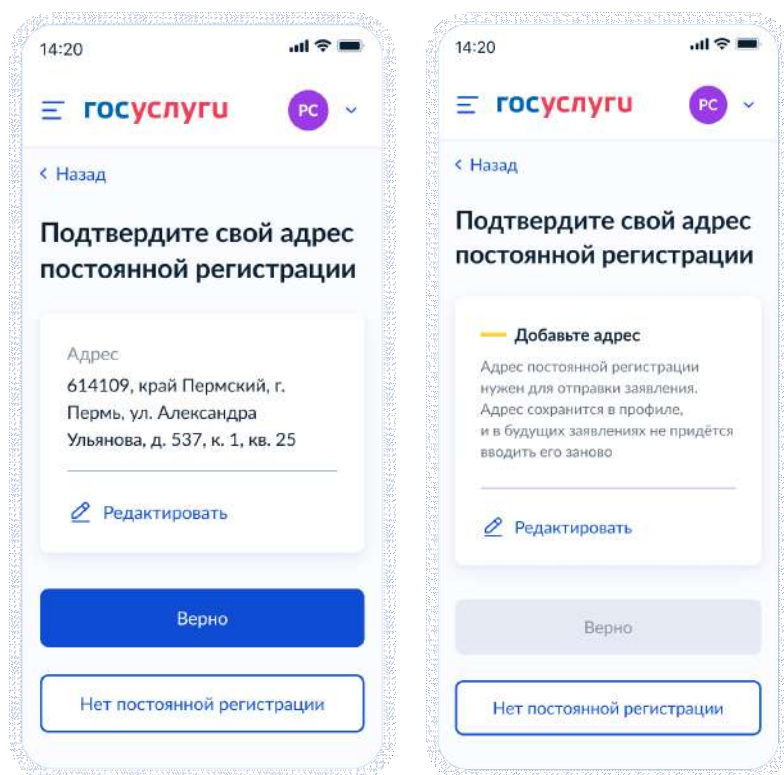 14:20
госуслуги
РС
Назад
Подтвердите свой адрес
постоянной регистрации
Адрес
614109, край Пермский, г.
Пермь, ул. Александра
Ульянова, д. 537, к. 1, кв. 25
Редактировать
Верно
Нет постоянной регистрации
14:20
госуслуги
РС
Назад
Подтвердите свой адрес
постоянной регистрации
Добавьте адрес
Адрес постоянной регистрации
нужен для отправки заявления.
Адрес сохранится в профиле,
и в будущих заявлениях не придётся
вводить его заново
Редактировать
Верно
Нет постоянной регистрации